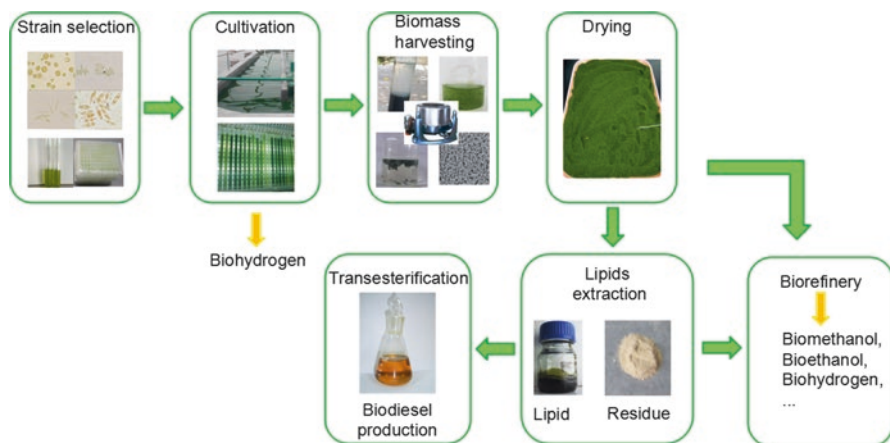 Strain selection
Cultivation
Biomass
harvesting
Drying
Biohydrogen
Transesterification
Biodiesel
production
Lipids
extraction
Lipid
Residue
Biorefinery
Biomethanol,
Bioethanol,
Biohydrogen,
...